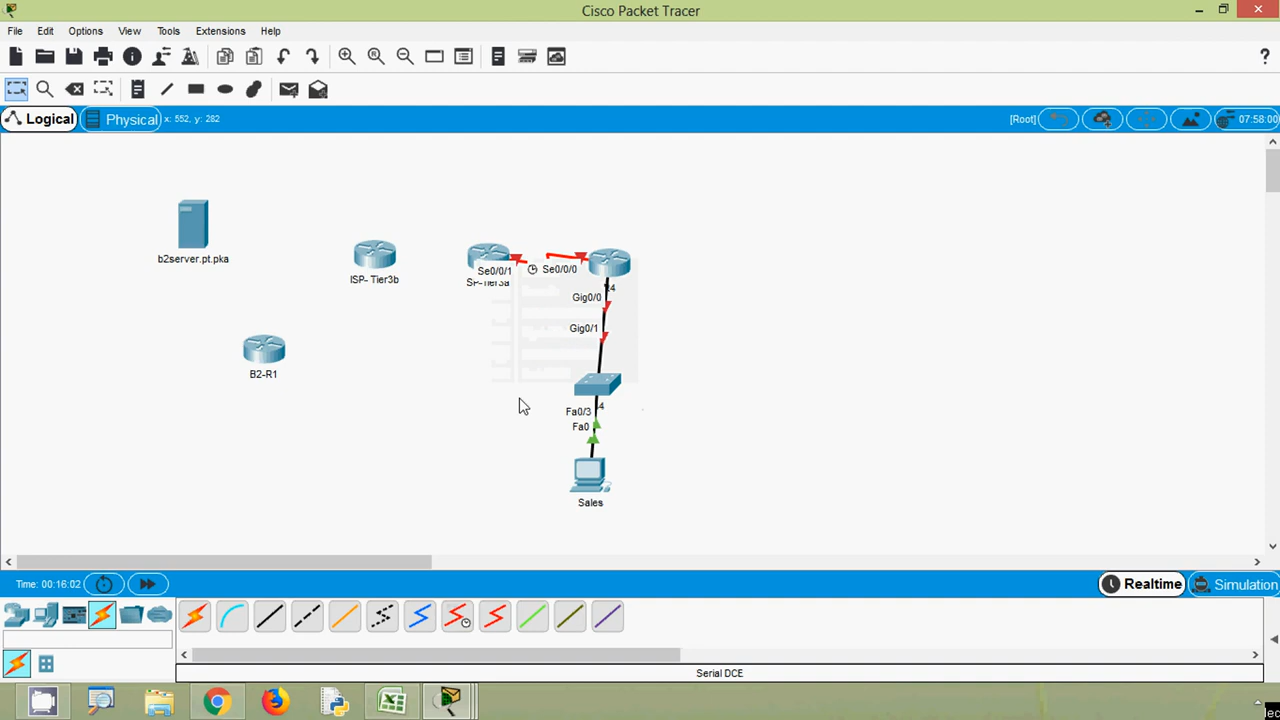 Cisco Packet Tracer
File Edit Options View Tools Extensions Help
?
Logical Physical x: 552, y: 282 [Root] 07:58:00
b2server.pt.pka
ISP- Tier3b
Se0/0/1 Se0/0/0
SP-Tier3a
Gig0/0
Gig0/1
B2-R1
Fa0/3
Fa0
Sales
Time: 00:16:02 Realtime Simulation
Serial DCE